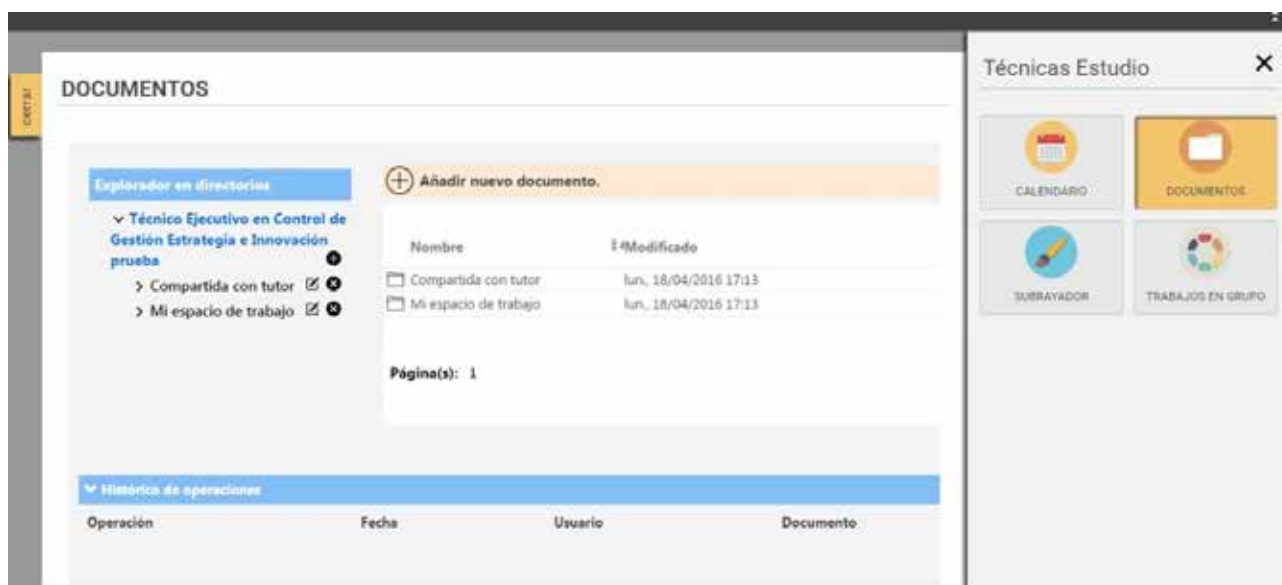 cerrar
DOCUMENTOS
Explorador en directorios
Técnico Ejecutivo en Control de
Gestión Estrategia e Innovación
prueba
Compartida con tutor
Mi espacio de trabajo
Añadir nuevo documento.
Nombre Modificado
Compartida con tutor lun., 18/04/2016 17:13
Mi espacio de trabajo lun., 18/04/2016 17:13
Página(s): 1
Histórico de operaciones
Operación Fecha Usuario Documento
Técnicas Estudio
CALENDARIO DOCUMENTOS
SUBRAYADOR TRABAJOS EN GRUPO